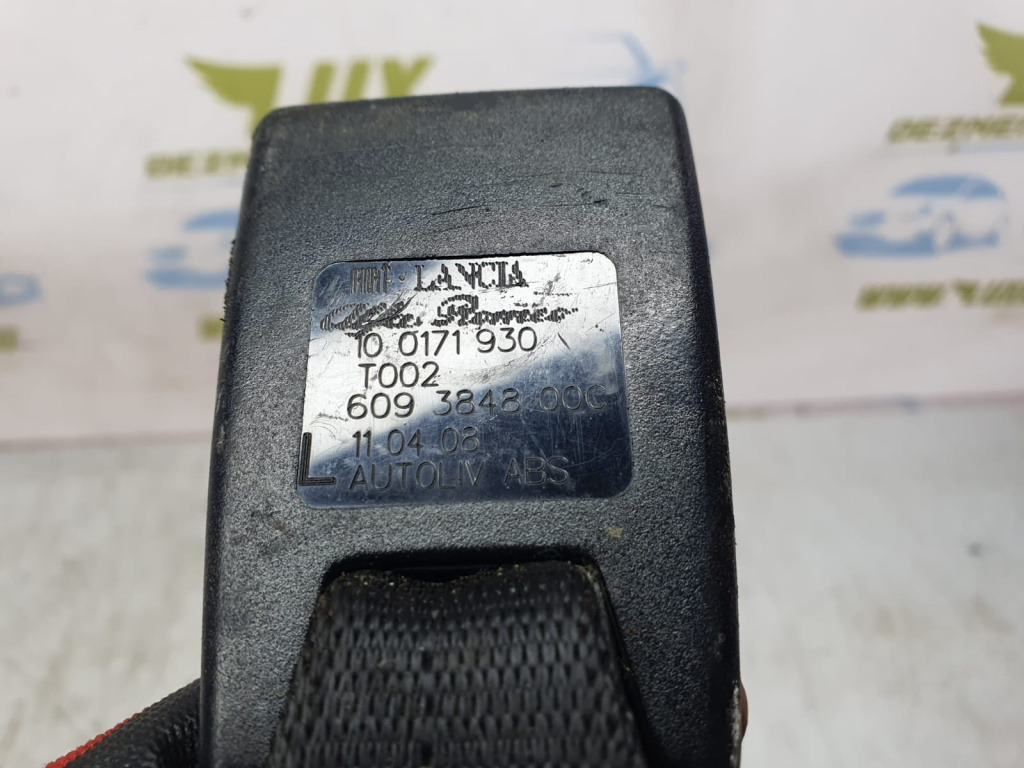 FIAT - LANCIA
Alfa Romeo
10 0171 930
T002
609 3848 00C
11 04 08
L
AUTOLIV ABS